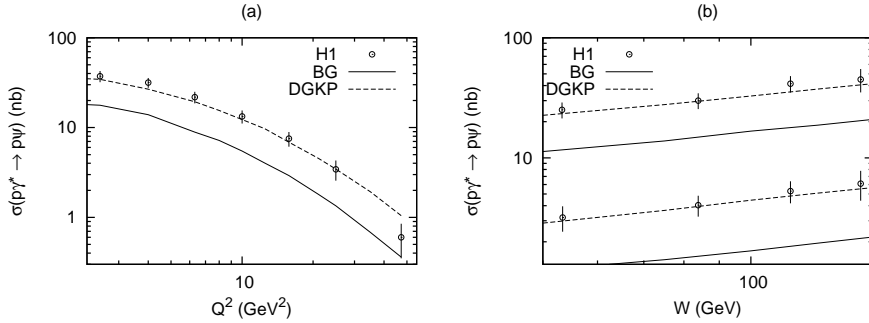 (a)
100
10
1
10
σ(pγ* → pψ) (nb)
Q² (GeV²)
H1
BG
DGKP
(b)
100
10
100
σ(pγ* → pψ) (nb)
W (GeV)
H1
BG
DGKP